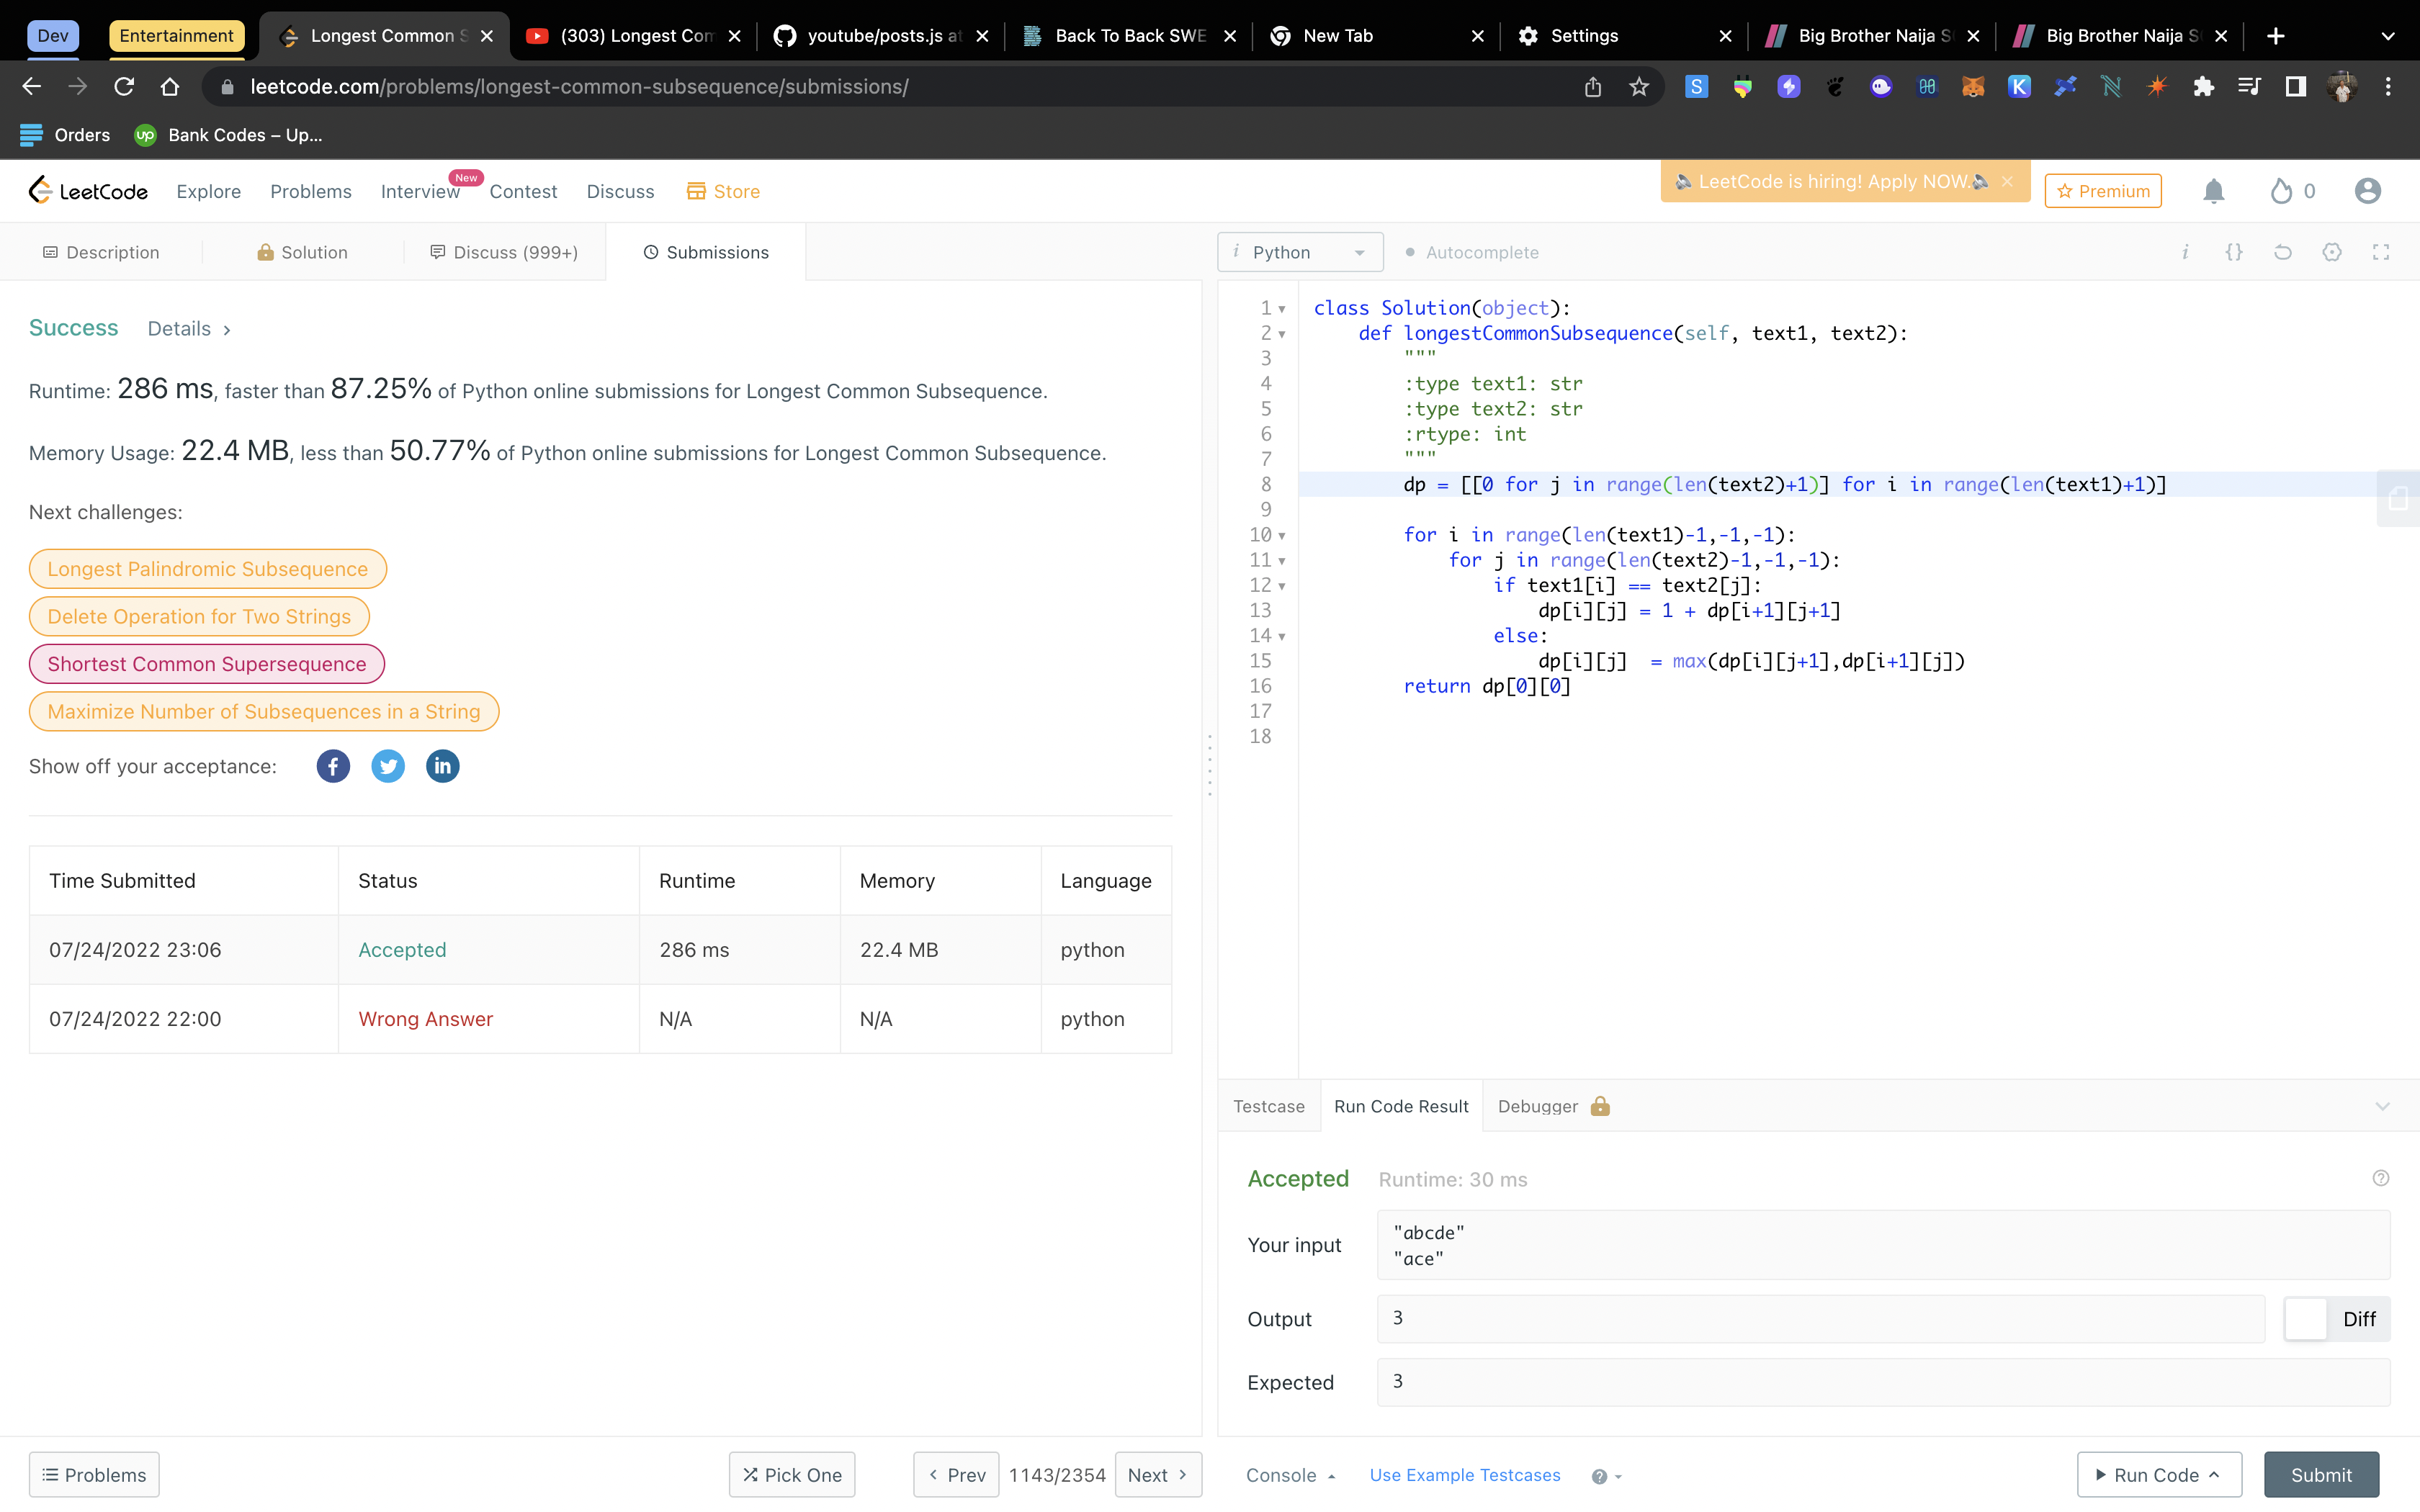 Dev
Entertainment
Longest Common S
(303) Longest Com
youtube/posts.js at
Back To Back SWE
New Tab
Settings
Big Brother Naija S
Big Brother Naija S
leetcode.com/problems/longest-common-subsequence/submissions/
S
K
Orders
up
Bank Codes – Up...
LeetCode
Explore
Problems
Interview
New
Contest
Discuss
Store
LeetCode is hiring! Apply NOW.
Premium
0
Description
Solution
Discuss (999+)
Submissions
i Python
Autocomplete
i {}
Success
Details
Runtime: 286 ms, faster than 87.25% of Python online submissions for Longest Common Subsequence.
Memory Usage: 22.4 MB, less than 50.77% of Python online submissions for Longest Common Subsequence.
Next challenges:
Longest Palindromic Subsequence
Delete Operation for Two Strings
Shortest Common Supersequence
Maximize Number of Subsequences in a String
Show off your acceptance:
f
in
Time Submitted Status Runtime Memory Language
07/24/2022 23:06 Accepted 286 ms 22.4 MB python
07/24/2022 22:00 Wrong Answer N/A N/A python
1 class Solution(object):
2 def longestCommonSubsequence(self, text1, text2):
3 """
4 :type text1: str
5 :type text2: str
6 :rtype: int
7 """
8 dp = [[0 for j in range(len(text2)+1)] for i in range(len(text1)+1)]
9
10 for i in range(len(text1)-1,-1,-1):
11 for j in range(len(text2)-1,-1,-1):
12 if text1[i] == text2[j]:
13 dp[i][j] = 1 + dp[i+1][j+1]
14 else:
15 dp[i][j]  = max(dp[i][j+1],dp[i+1][j])
16 return dp[0][0]
17
18
Testcase
Run Code Result
Debugger
Accepted
Runtime: 30 ms
Your input
"abcde"
"ace"
Output
3
Diff
Expected
3
Problems
Pick One
Prev
1143/2354
Next
Console
Use Example Testcases
Run Code
Submit